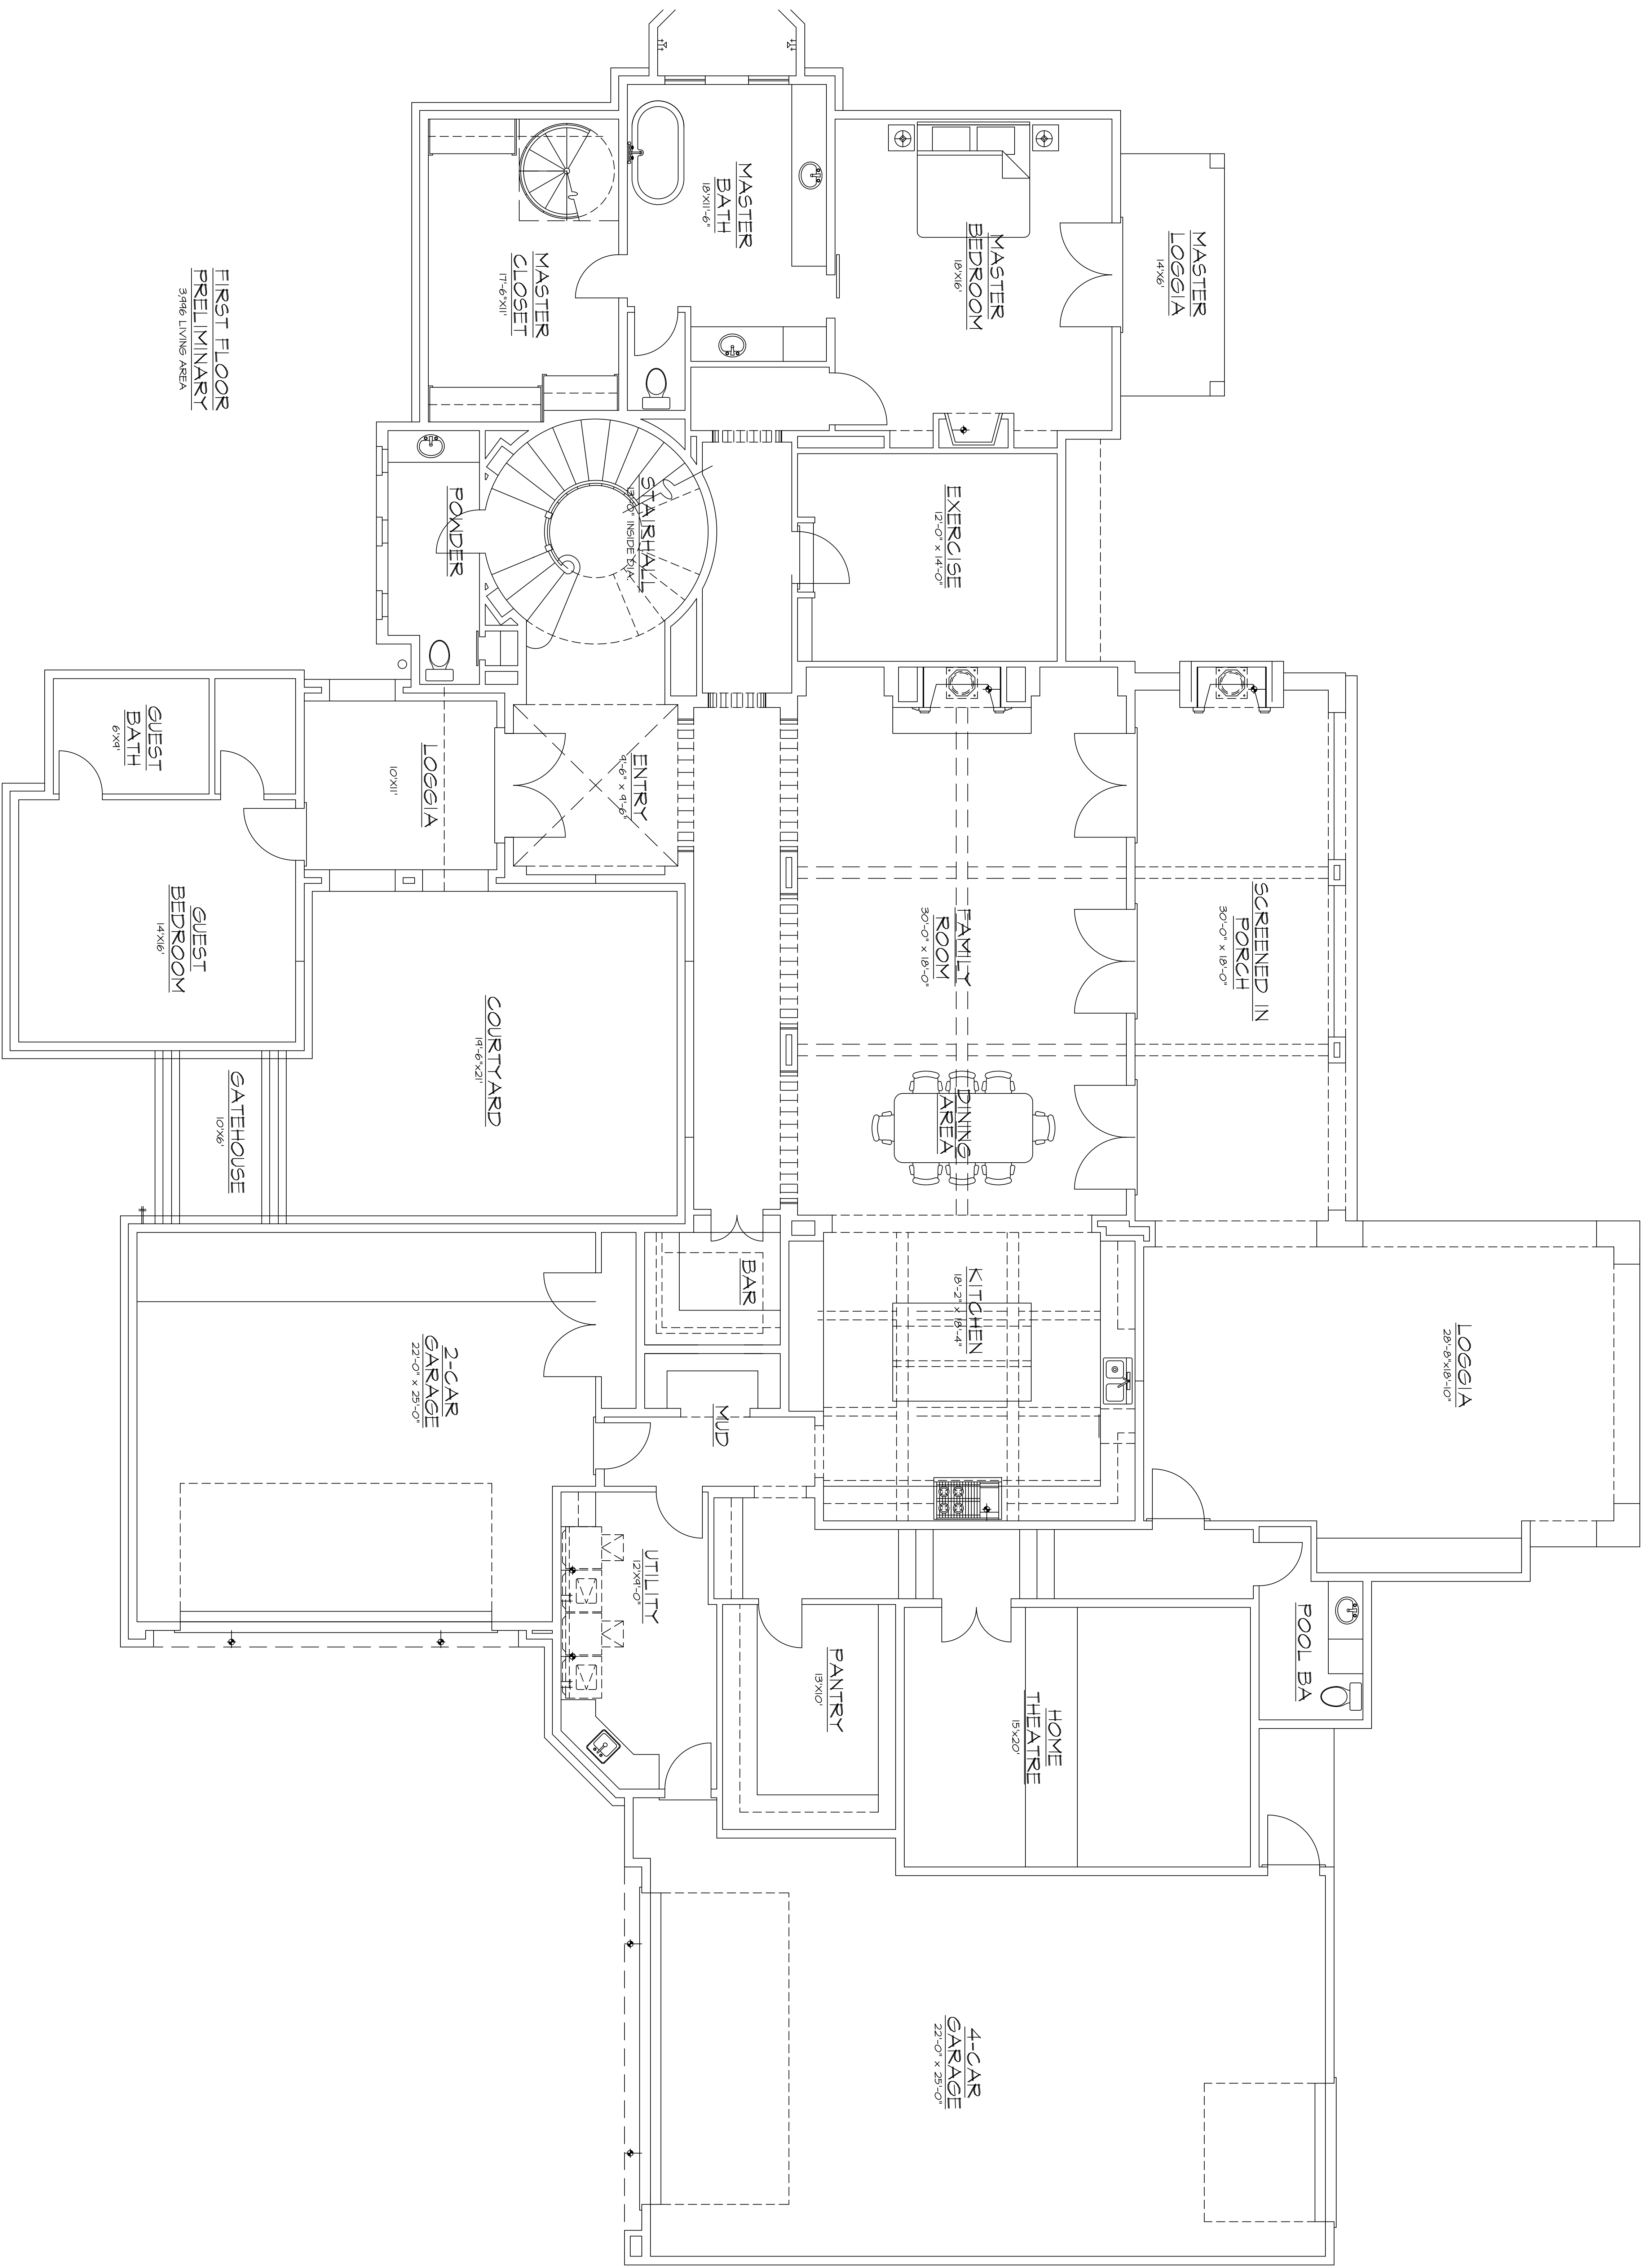 MASTER
LOGGIA
14'X6'
MASTER
BEDROOM
18'X16'
MASTER
BATH
18'X11'-6"
MASTER
CLOSET
17'-6"X11'
FIRST FLOOR
PRELIMINARY
3,996 LIVING AREA
EXERCISE
12'-0" x 14'-0"
STAIRHALL
13'-0" INSIDE DIA.
POWDER
SCREENED IN
PORCH
30'-0" x 18'-0"
FAMILY
ROOM
30'-0" x 18'-0"
DINING
AREA
ENTRY
9'-6" x 9'-6"
LOGGIA
10'X11'
GUEST
BATH
6'X9'
GUEST
BEDROOM
14'X16'
COURTYARD
19'-6"x21'
GATEHOUSE
10'X6'
LOGGIA
28'-8"x18'-10"
KITCHEN
18'-2" x 18'-4"
BAR
MUD
2-CAR
GARAGE
22'-0" x 25'-0"
UTILITY
12'X9'-0"
PANTRY
13'X10'
HOME
THEATRE
15'x20'
POOL BA
4-CAR
GARAGE
22'-0" x 25'-0"